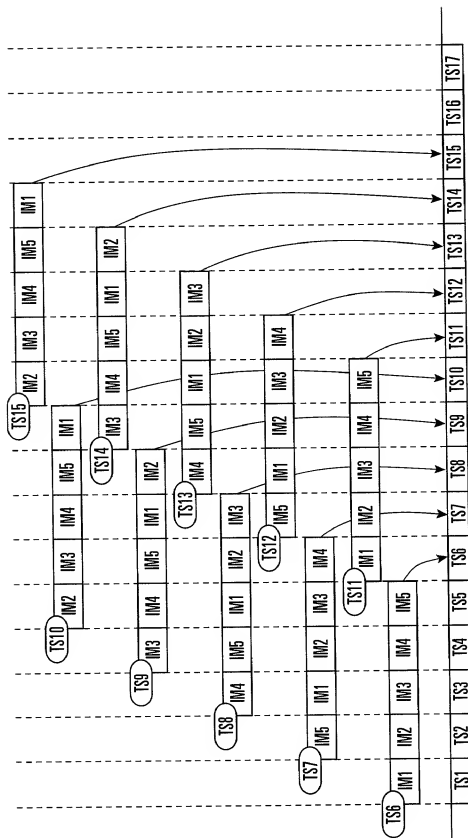 TS15 IM2 IM3 IM4 IM5 IM1
TS10 IM2 IM3 IM4 IM5 IM1
TS14 IM3 IM4 IM5 IM1 IM2
TS9 IM3 IM4 IM5 IM1 IM2
TS13 IM4 IM5 IM1 IM2 IM3
TS8 IM4 IM5 IM1 IM2 IM3
TS12 IM5 IM1 IM2 IM3 IM4
TS7 IM5 IM1 IM2 IM3 IM4
TS11 IM1 IM2 IM3 IM4 IM5
TS6 IM1 IM2 IM3 IM4 IM5
TS1 TS2 TS3 TS4 TS5 TS6 TS7 TS8 TS9 TS10 TS11 TS12 TS13 TS14 TS15 TS16 TS17